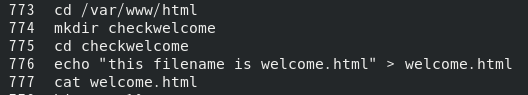 773 cd /var/www/html
774 mkdir checkwelcome
775 cd checkwelcome
776 echo "this filename is welcome.html" > welcome.html
777 cat welcome.html